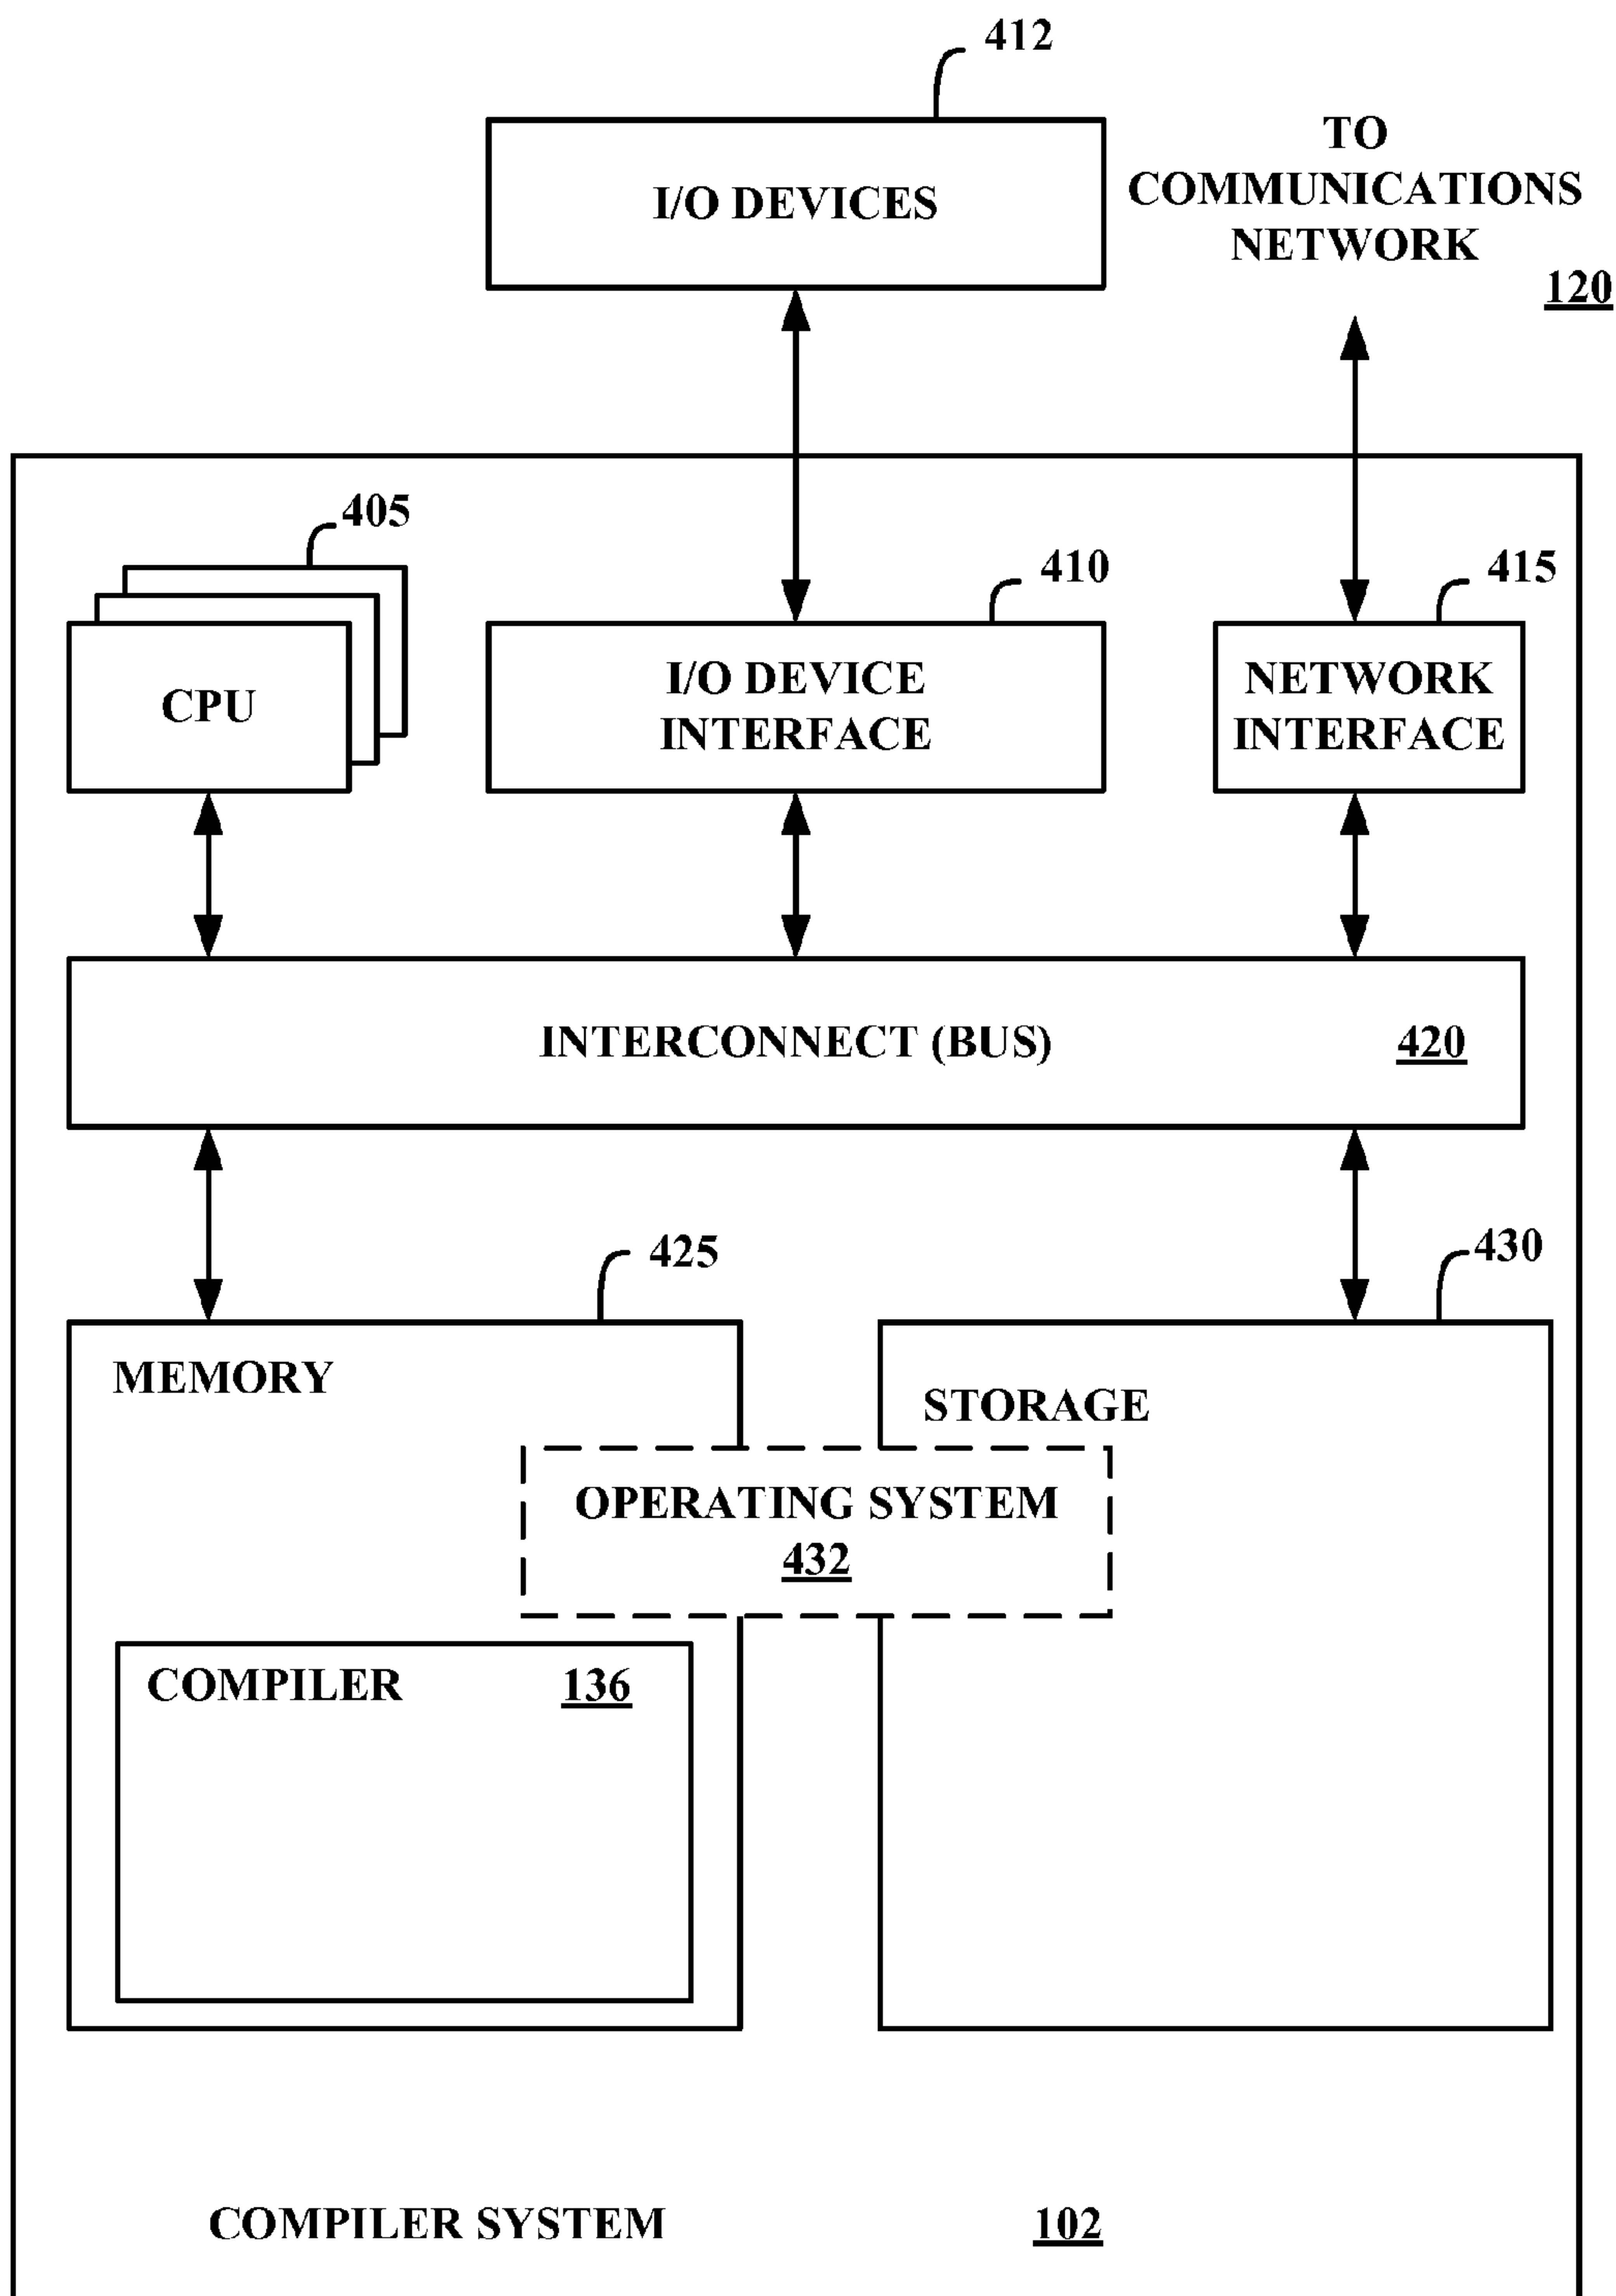 412
I/O DEVICES
TO
COMMUNICATIONS
NETWORK
120
405
410
415
CPU
I/O DEVICE
INTERFACE
NETWORK
INTERFACE
INTERCONNECT (BUS) 420
425
430
MEMORY
STORAGE
OPERATING SYSTEM
432
COMPILER 136
COMPILER SYSTEM 102